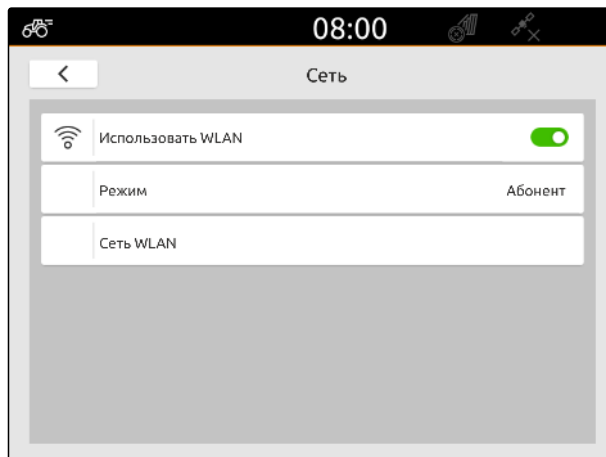 08:00
Сеть
Использовать WLAN
Режим
Абонент
Сеть WLAN